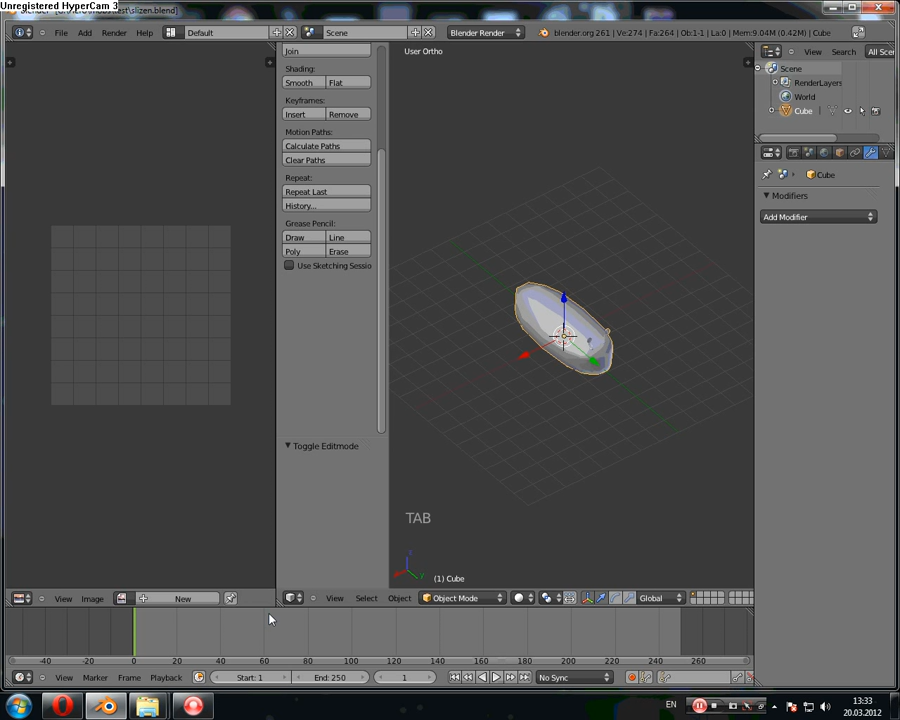 Unregistered HyperCam 3
slizen.blend]
File Add Render Help Default Scene Blender Render blender.org 261 | Ve:274 | Fa:264 | Ob:1-1 | La:0 | Mem:9.04M (0.42M) | Cube
Join
Shading:
Smooth Flat
Keyframes:
Insert Remove
Motion Paths:
Calculate Paths
Clear Paths
Repeat:
Repeat Last
History...
Grease Pencil:
Draw Line
Poly Erase
Use Sketching Sessio
Toggle Editmode
User Ortho
TAB
(1) Cube
View Search All Sce
Scene
RenderLayers
World
Cube
Cube
Modifiers
Add Modifier
View Image New
View Select Object Object Mode Global
-40 -20 0 20 40 60 80 100 120 140 160 180 200 220 240 260
View Marker Frame Playback Start: 1 End: 250 1 No Sync
EN 13:33
20.03.2012